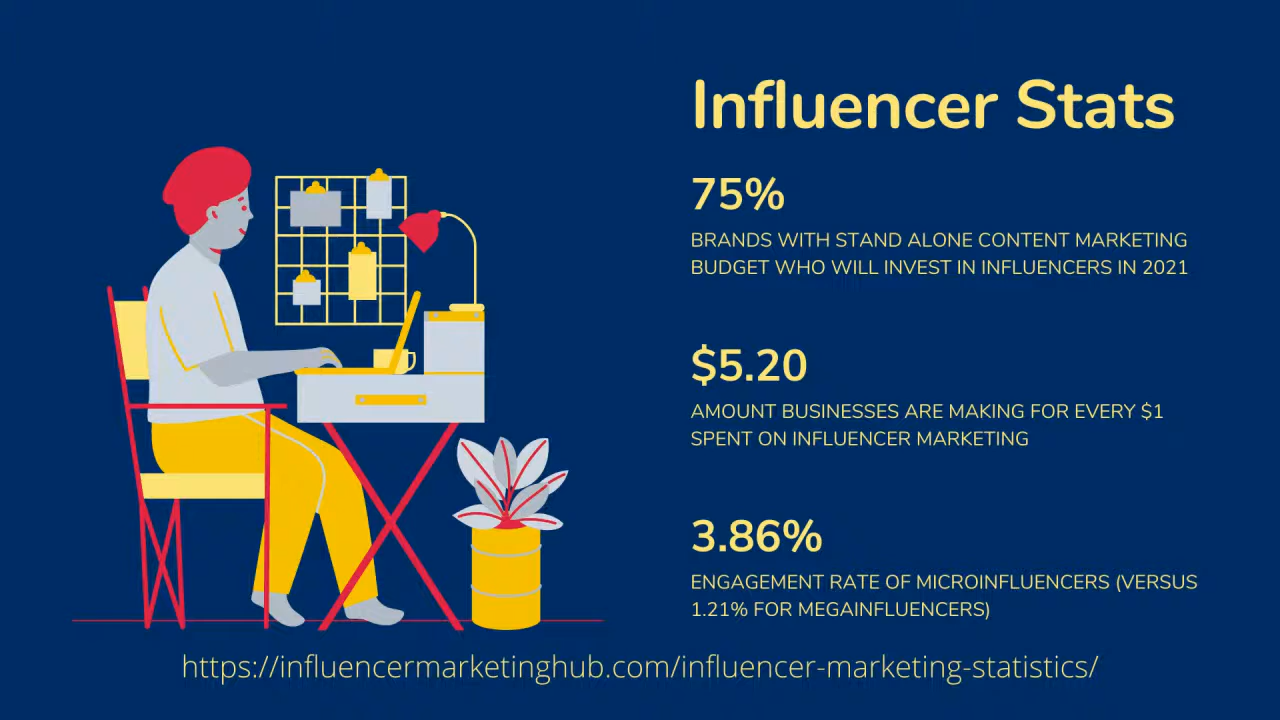 Influencer Stats
75%
BRANDS WITH STAND ALONE CONTENT MARKETING
BUDGET WHO WILL INVEST IN INFLUENCERS IN 2021
$5.20
AMOUNT BUSINESSES ARE MAKING FOR EVERY $1
SPENT ON INFLUENCER MARKETING
3.86%
ENGAGEMENT RATE OF MICROINFLUENCERS (VERSUS
1.21% FOR MEGAINFLUENCERS)
https://influencermarketinghub.com/influencer-marketing-statistics/